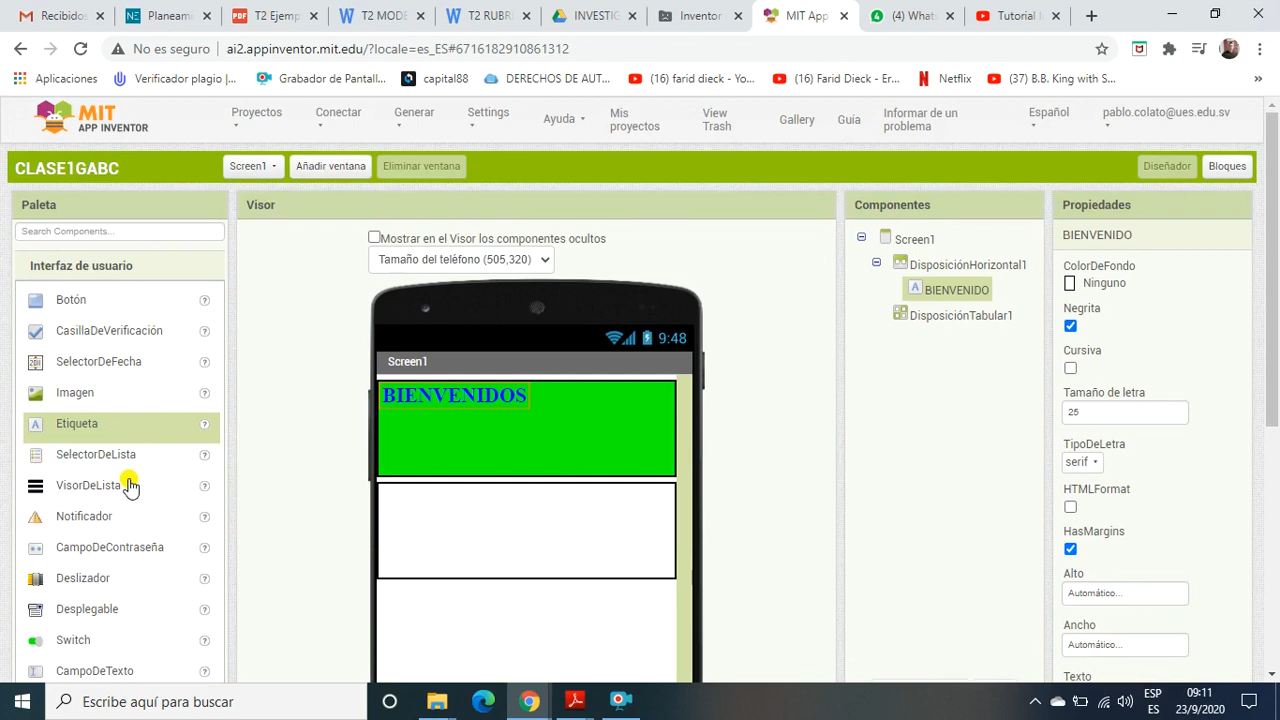 Recibidos
Planeami
T2 Ejemp
T2 MODE
T2 RUBRI
INVESTIG
Inventor
MIT App
(4) Whats
Tutorial In
No es seguro
ai2.appinventor.mit.edu/?locale=es_ES#6716182910861312
Aplicaciones
Verificador plagio |...
Grabador de Pantall...
capital88
DERECHOS DE AUT...
(16) farid dieck - Yo...
(16) Farid Dieck - Er...
Netflix
(37) B.B. King with S...
»
MIT
APP INVENTOR
Proyectos
Conectar
Generar
Settings
Ayuda
Mis proyectos
View Trash
Gallery
Guía
Informar de un problema
Español
pablo.colato@ues.edu.sv
CLASE1GABC
Screen1
Añadir ventana
Eliminar ventana
Diseñador
Bloques
Paleta
Visor
Componentes
Propiedades
Search Components...
Interfaz de usuario
Botón
CasillaDeVerificación
SelectorDeFecha
Imagen
Etiqueta
SelectorDeLista
VisorDeLista
Notificador
CampoDeContraseña
Deslizador
Desplegable
Switch
CampoDeTexto
Mostrar en el Visor los componentes ocultos
Tamaño del teléfono (505,320)
9:48
Screen1
BIENVENIDOS
Screen1
DisposiciónHorizontal1
BIENVENIDO
DisposiciónTabular1
BIENVENIDO
ColorDeFondo
Ninguno
Negrita
Cursiva
Tamaño de letra
25
TipoDeLetra
serif
HTMLFormat
HasMargins
Alto
Automático...
Ancho
Automático...
Texto
Escribe aquí para buscar
ESP
ES
09:11
23/9/2020